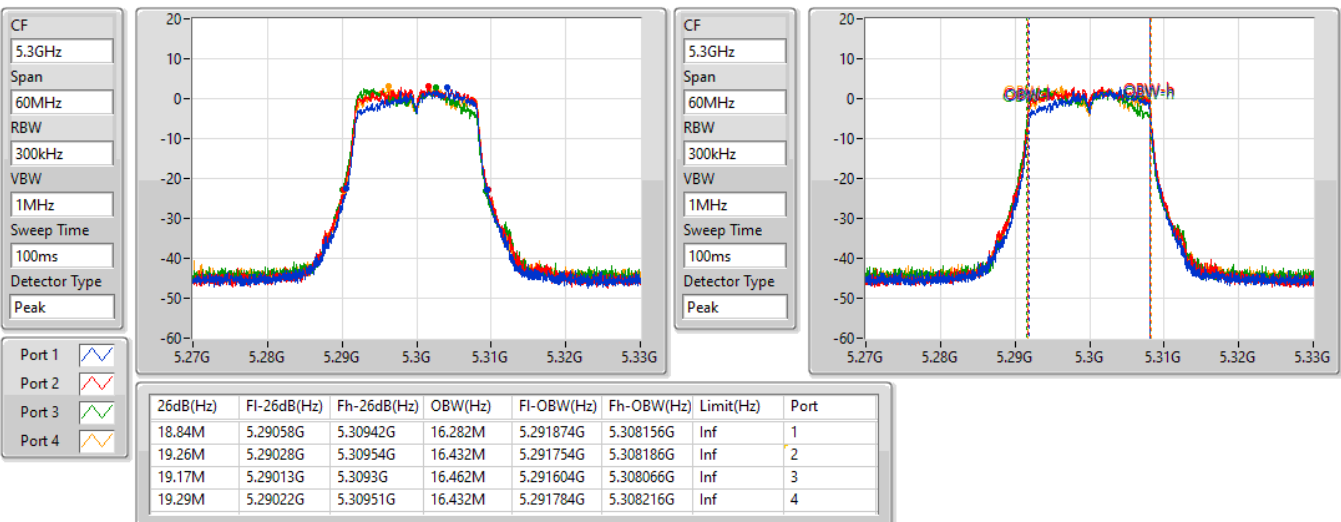 CF
5.3GHz
Span
60MHz
RBW
300kHz
VBW
1MHz
Sweep Time
100ms
Detector Type
Peak
20
10
0
-10
-20
-30
-40
-50
-60
5.27G 5.28G 5.29G 5.3G 5.31G 5.32G 5.33G
CF
5.3GHz
Span
60MHz
RBW
300kHz
VBW
1MHz
Sweep Time
100ms
Detector Type
Peak
20
10
0
-10
-20
-30
-40
-50
-60
OBW-h
5.27G 5.28G 5.29G 5.3G 5.31G 5.32G 5.33G
Port 1
Port 2
Port 3
Port 4
26dB(Hz) Fl-26dB(Hz) Fh-26dB(Hz) OBW(Hz) Fl-OBW(Hz) Fh-OBW(Hz) Limit(Hz) Port
18.84M 5.29058G 5.30942G 16.282M 5.291874G 5.308156G Inf 1
19.26M 5.29028G 5.30954G 16.432M 5.291754G 5.308186G Inf 2
19.17M 5.29013G 5.3093G 16.462M 5.291604G 5.308066G Inf 3
19.29M 5.29022G 5.30951G 16.432M 5.291784G 5.308216G Inf 4